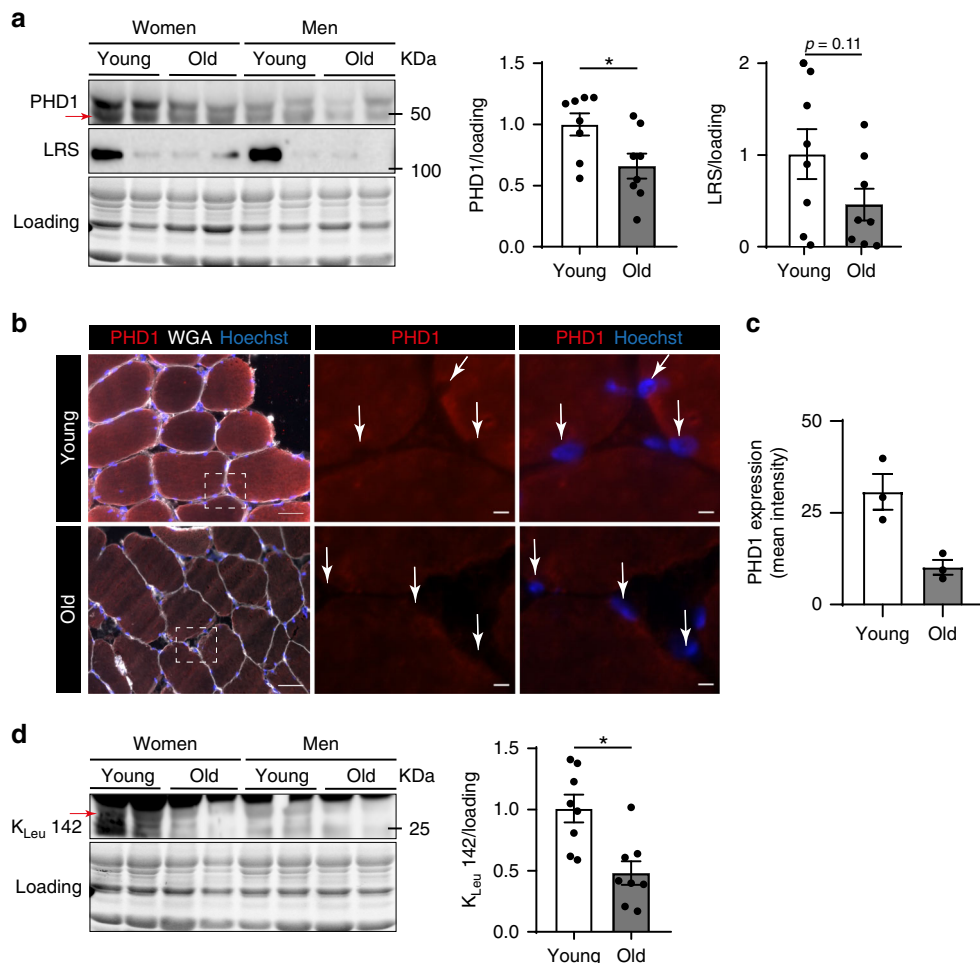 a
Women Men
Young Old Young Old KDa
PHD1
50
LRS
100
Loading
PHD1/loading
1.5
1.0
0.5
0.0
*
Young Old
LRS/loading
2
1
0
p = 0.11
Young Old
b
PHD1 WGA Hoechst
PHD1
PHD1 Hoechst
Young
Old
c
PHD1 expression
(mean intensity)
50
25
0
Young Old
d
Women Men
Young Old Young Old KDa
KLeu 142
25
Loading
KLeu 142/loading
1.5
1.0
0.5
0.0
*
Young Old